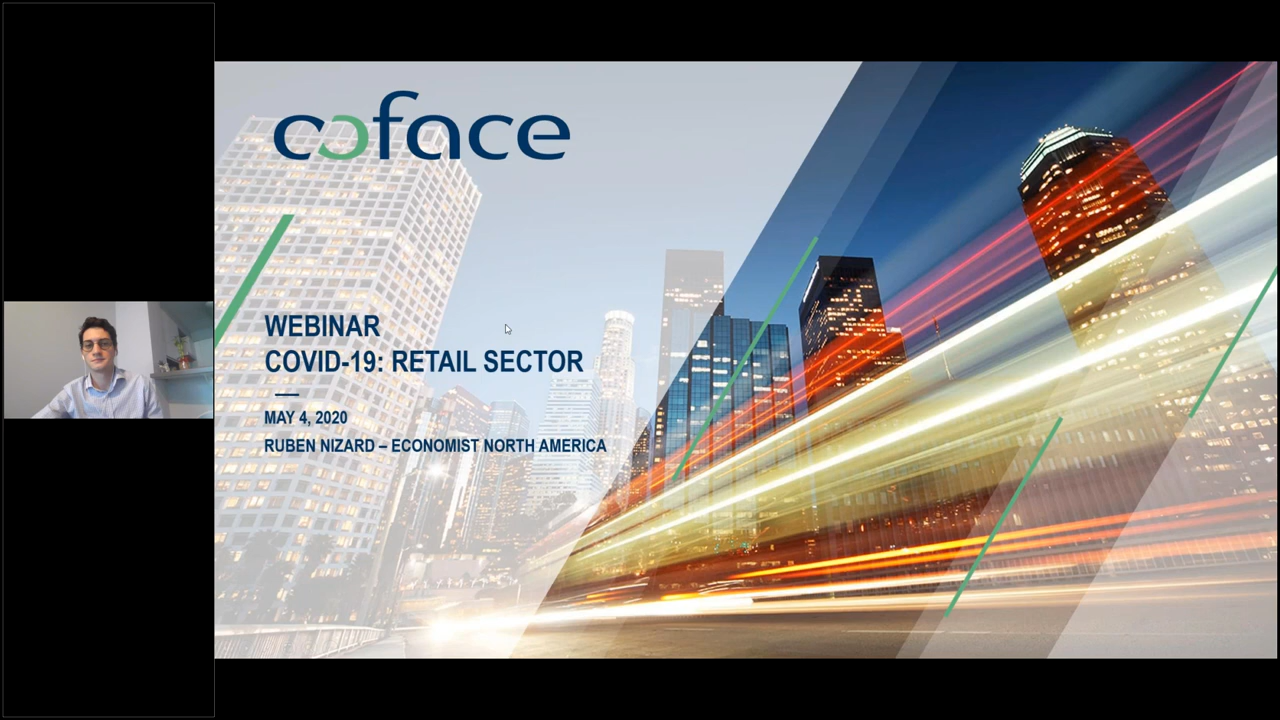 coface
WEBINAR
COVID-19: RETAIL SECTOR
MAY 4, 2020
RUBEN NIZARD – ECONOMIST NORTH AMERICA